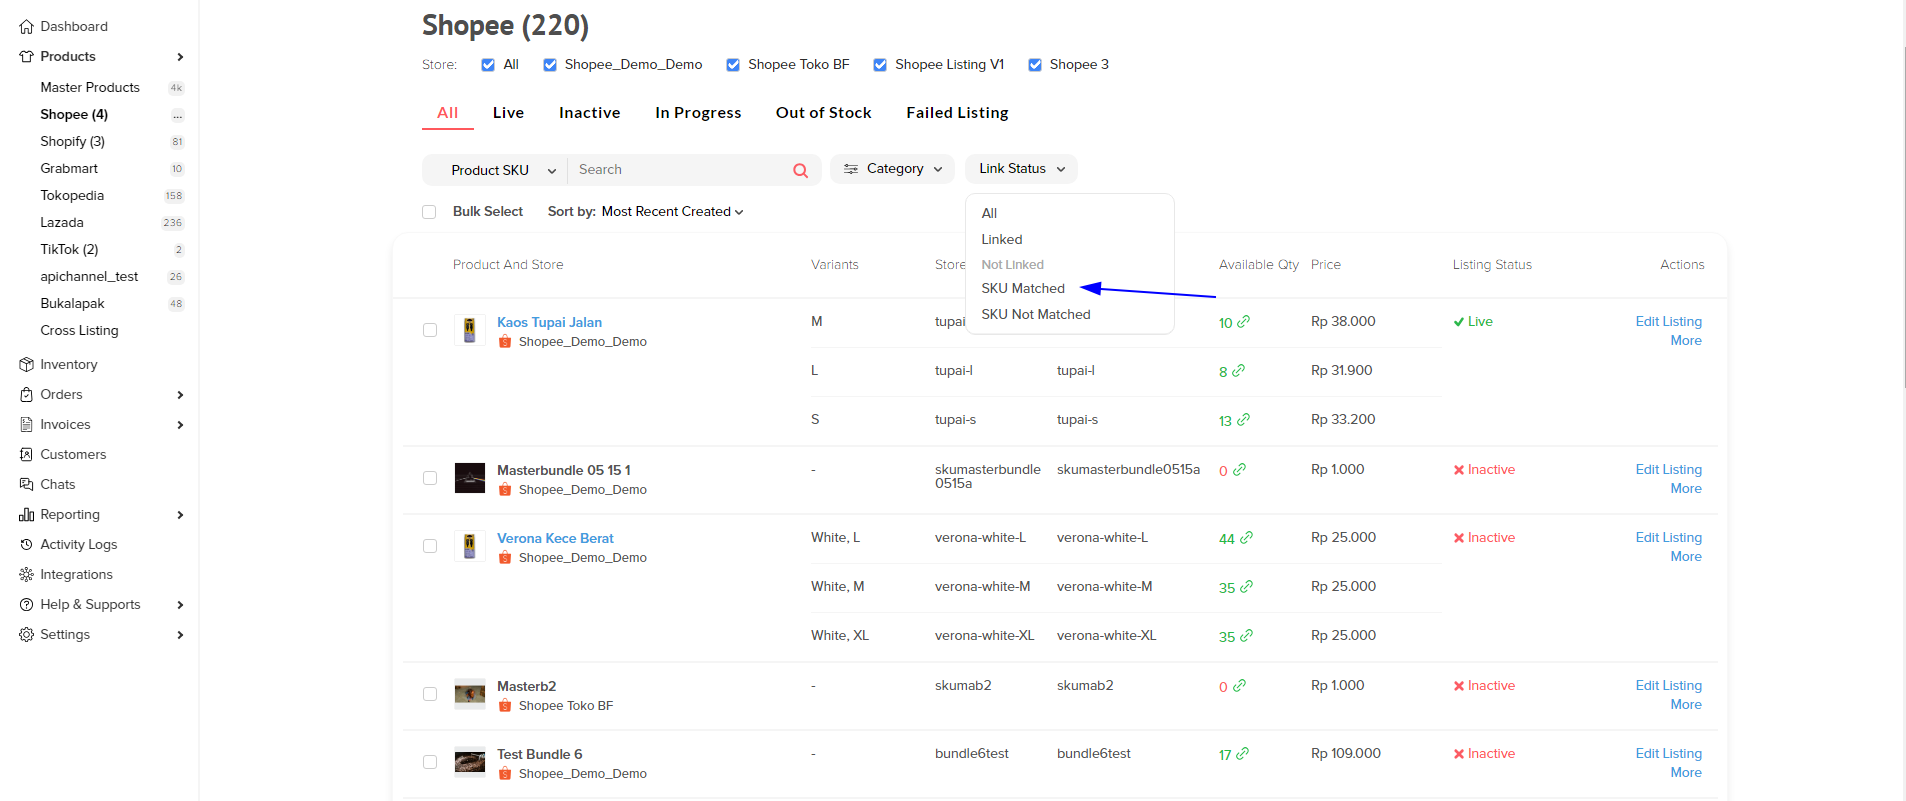 Dashboard
Products
Master Products 4k
Shopee (4) ...
Shopify (3) 81
Grabmart 10
Tokopedia 158
Lazada 236
TikTok (2) 2
apichannel_test 26
Bukalapak 48
Cross Listing
Inventory
Orders
Invoices
Customers
Chats
Reporting
Activity Logs
Integrations
Help & Supports
Settings
Shopee (220)
Store: All Shopee_Demo_Demo Shopee Toko BF Shopee Listing V1 Shopee 3
All Live Inactive In Progress Out of Stock Failed Listing
Product SKU Search Category Link Status
Bulk Select Sort by: Most Recent Created
All
Linked
Not Linked
SKU Matched
SKU Not Matched
Product And Store Variants Store Available Qty Price Listing Status Actions
Kaos Tupai Jalan M tupai 10 Rp 38.000 Live Edit Listing
Shopee_Demo_Demo More
L tupai-l tupai-l 8 Rp 31.900
S tupai-s tupai-s 13 Rp 33.200
Masterbundle 05 15 1 - skumasterbundle skumasterbundle0515a 0 Rp 1.000 Inactive Edit Listing
0515a
Shopee_Demo_Demo More
Verona Kece Berat White, L verona-white-L verona-white-L 44 Rp 25.000 Inactive Edit Listing
Shopee_Demo_Demo More
White, M verona-white-M verona-white-M 35 Rp 25.000
White, XL verona-white-XL verona-white-XL 35 Rp 25.000
Masterb2 - skumab2 skumab2 0 Rp 1.000 Inactive Edit Listing
Shopee Toko BF More
Test Bundle 6 - bundle6test bundle6test 17 Rp 109.000 Inactive Edit Listing
Shopee_Demo_Demo More